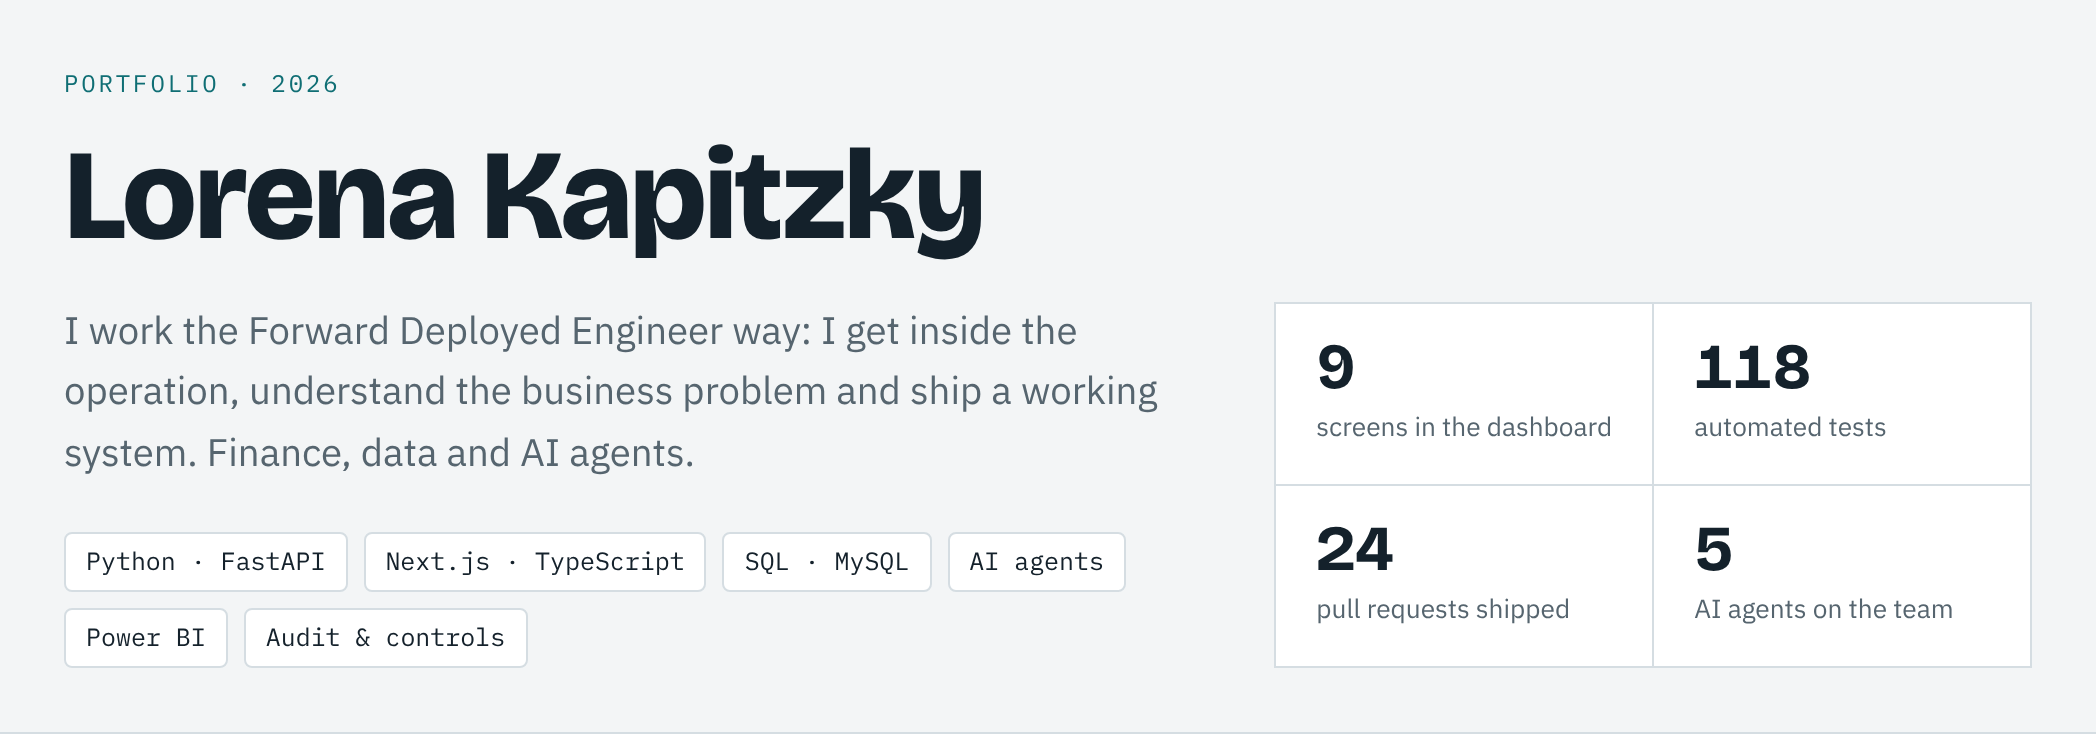 PORTFOLIO · 2026
Lorena Kapitzky
I work the Forward Deployed Engineer way: I get inside the
operation, understand the business problem and ship a working
system. Finance, data and AI agents.
Python · FastAPI
Next.js · TypeScript
SQL · MySQL
AI agents
Power BI
Audit & controls
9
screens in the dashboard
118
automated tests
24
pull requests shipped
5
AI agents on the team